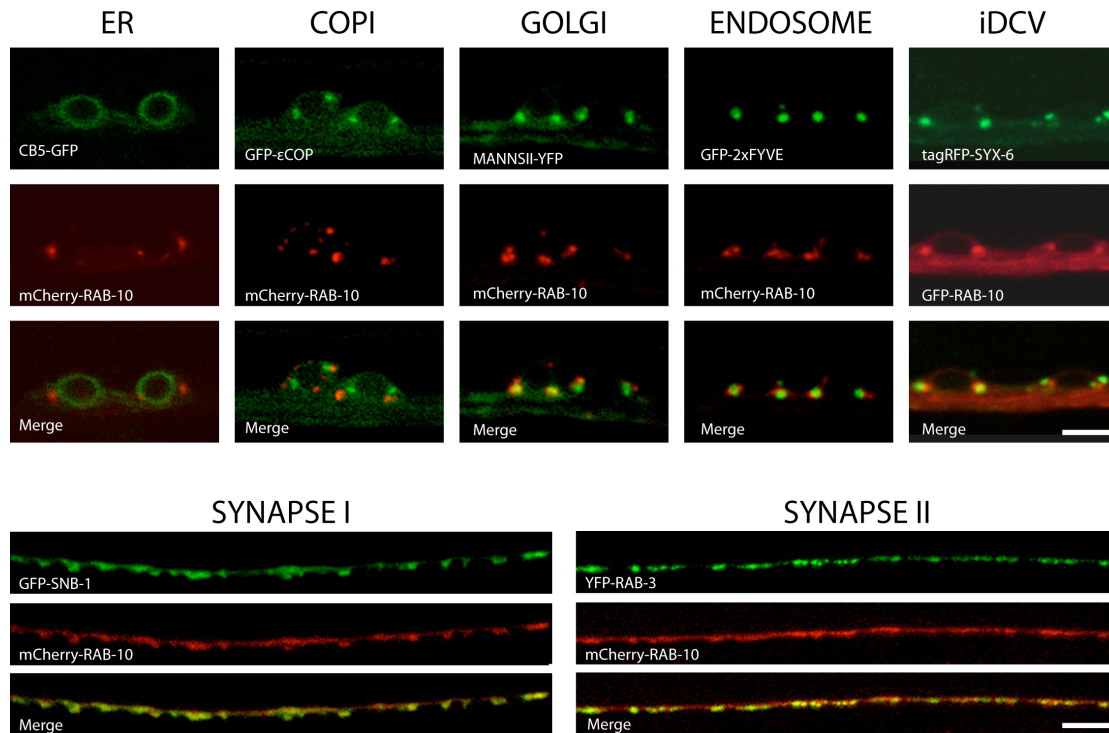 ER COPI GOLGI ENDOSOME iDCV
CB5-GFP GFP-εCOP MANNSII-YFP GFP-2xFYVE tagRFP-SYX-6
mCherry-RAB-10 mCherry-RAB-10 mCherry-RAB-10 mCherry-RAB-10 GFP-RAB-10
Merge Merge Merge Merge Merge
SYNAPSE I SYNAPSE II
GFP-SNB-1 YFP-RAB-3
mCherry-RAB-10 mCherry-RAB-10
Merge Merge